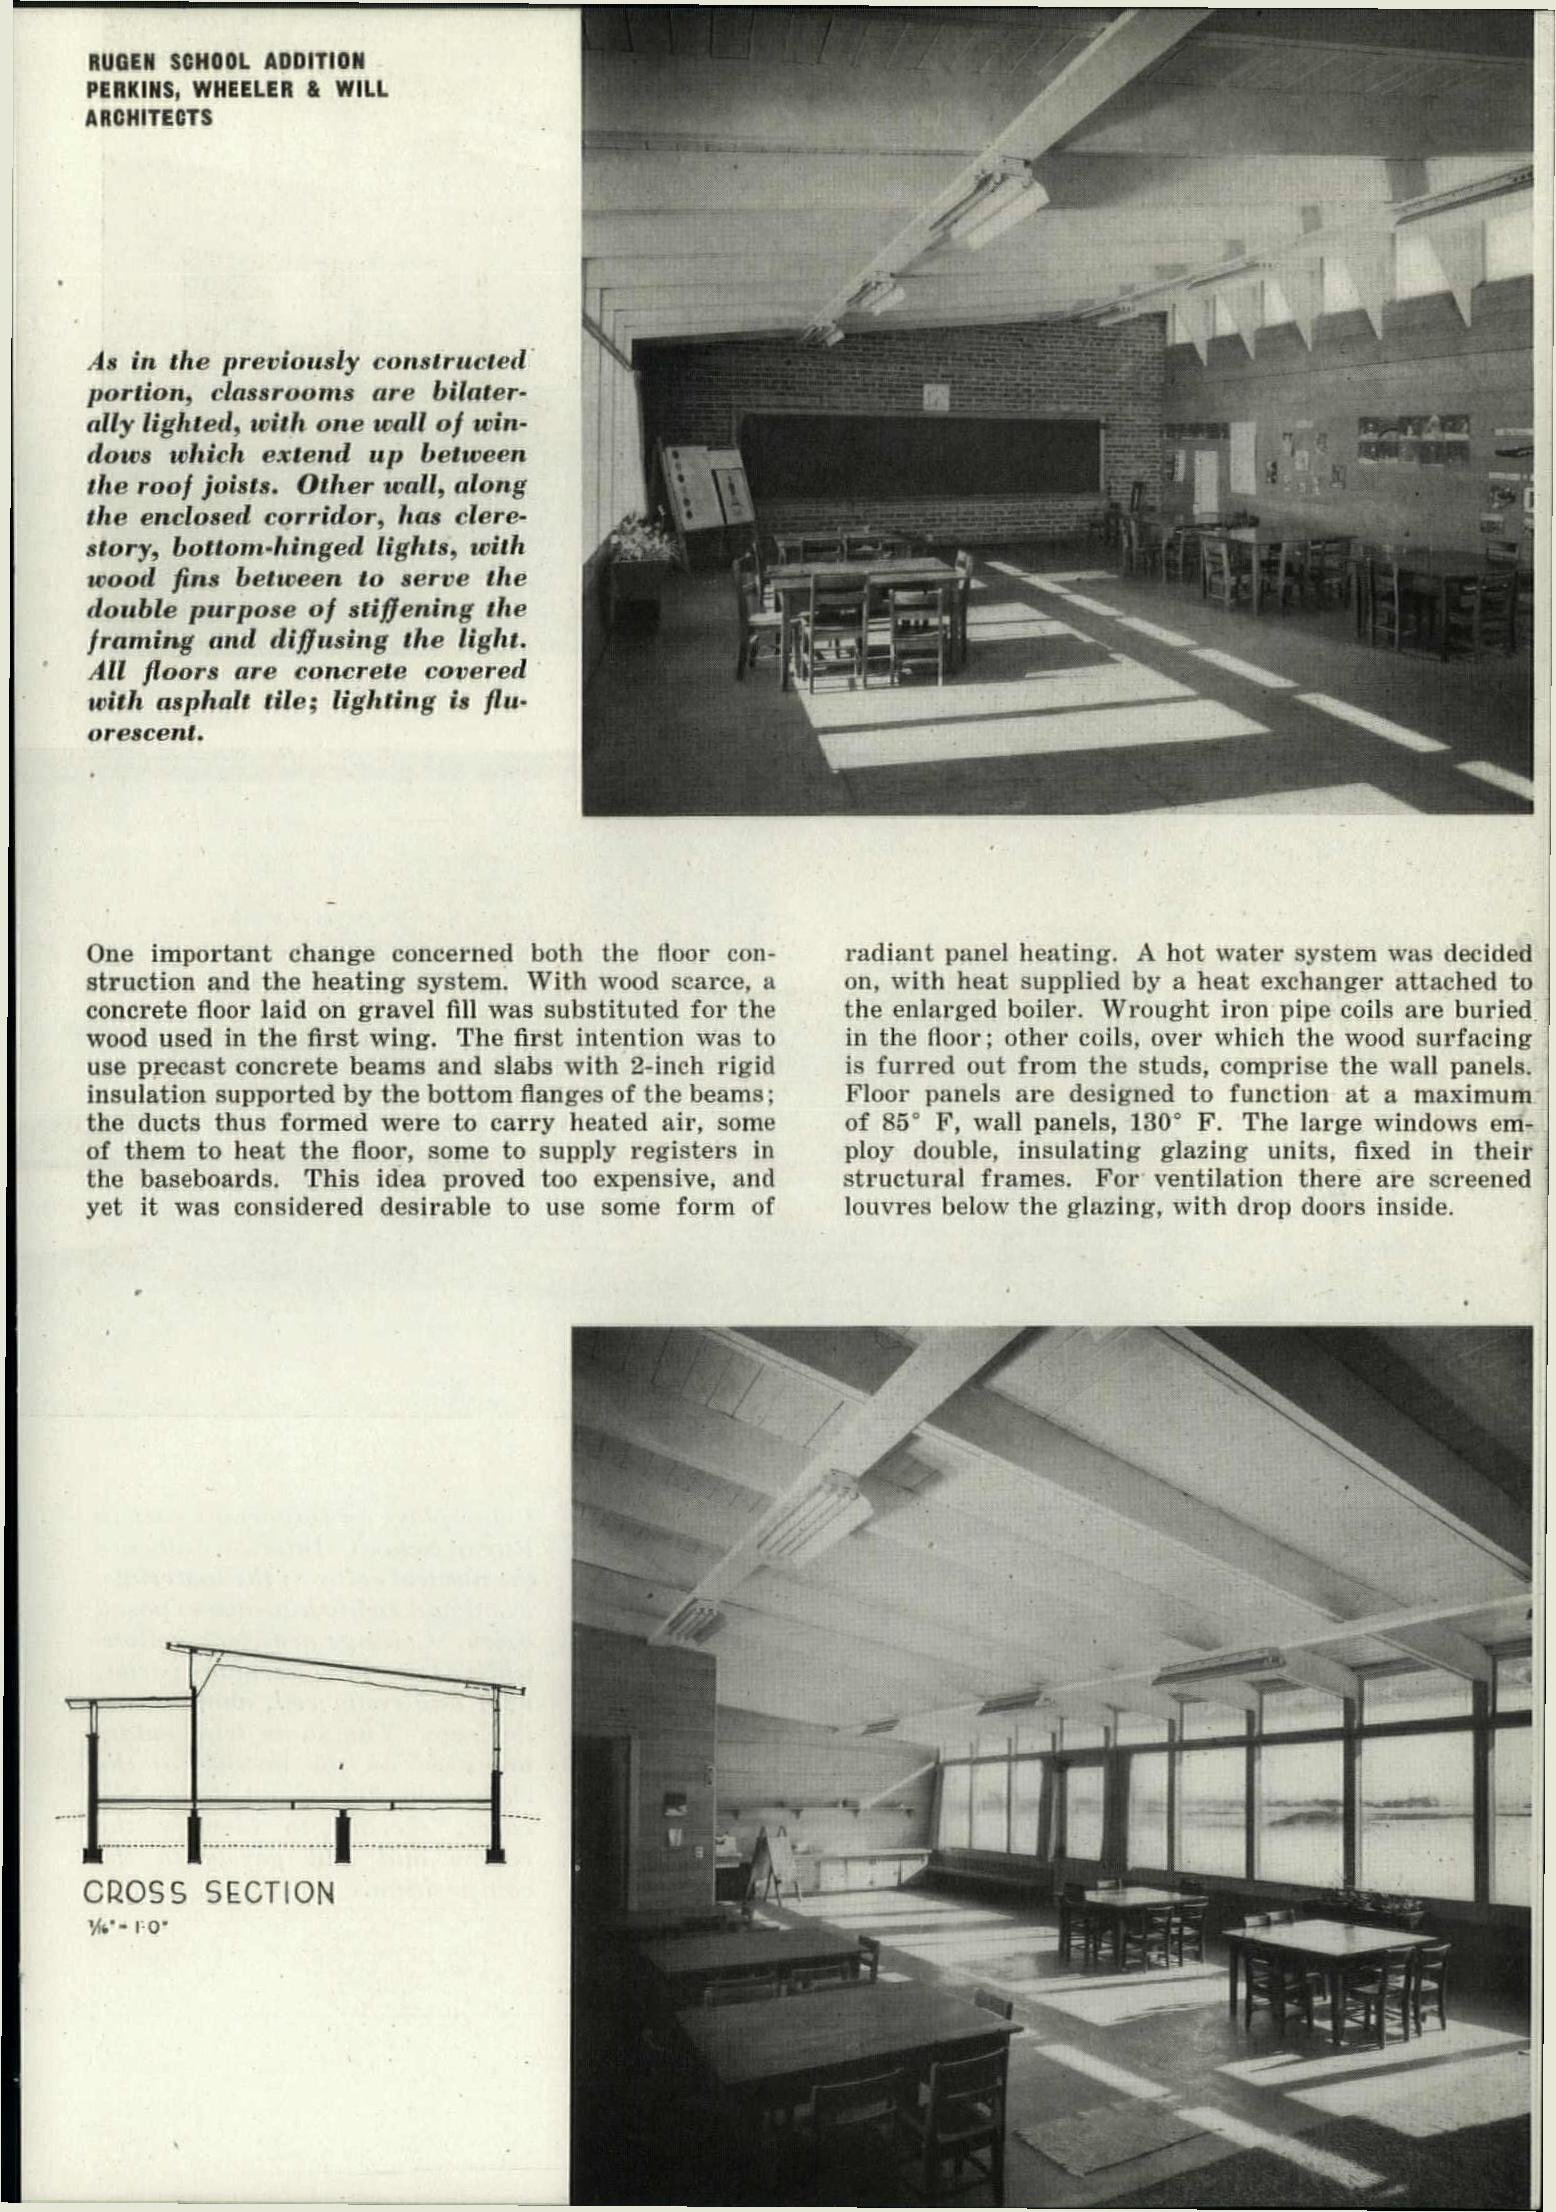 RUGEN SCHOOL ADDITION
PERKINS, WHEELER & WILL
ARCHITECTS
As in the previously constructed
portion, classrooms are bilater-
ally lighted, with one wall of win-
dows which extend up between
the roof joists. Other wall, along
the enclosed corridor, has clere-
story, bottom-hinged lights, with
wood fins between to serve the
double purpose of stiffening the
framing and diffusing the light.
All floors are concrete covered
with asphalt tile; lighting is flu-
orescent.
One important change concerned both the floor con-
struction and the heating system. With wood scarce, a
concrete floor laid on gravel fill was substituted for the
wood used in the first wing. The first intention was to
use precast concrete beams and slabs with 2-inch rigid
insulation supported by the bottom flanges of the beams;
the ducts thus formed were to carry heated air, some
of them to heat the floor, some to supply registers in
the baseboards. This idea proved too expensive, and
yet it was considered desirable to use some form of
radiant panel heating. A hot water system was decided
on, with heat supplied by a heat exchanger attached to
the enlarged boiler. Wrought iron pipe coils are buried
in the floor; other coils, over which the wood surfacing
is furred out from the studs, comprise the wall panels.
Floor panels are designed to function at a maximum
of 85° F, wall panels, 130° F. The large windows em-
ploy double, insulating glazing units, fixed in their
structural frames. For ventilation there are screened
louvres below the glazing, with drop doors inside.
CROSS SECTION
1/16" = 1'-0"